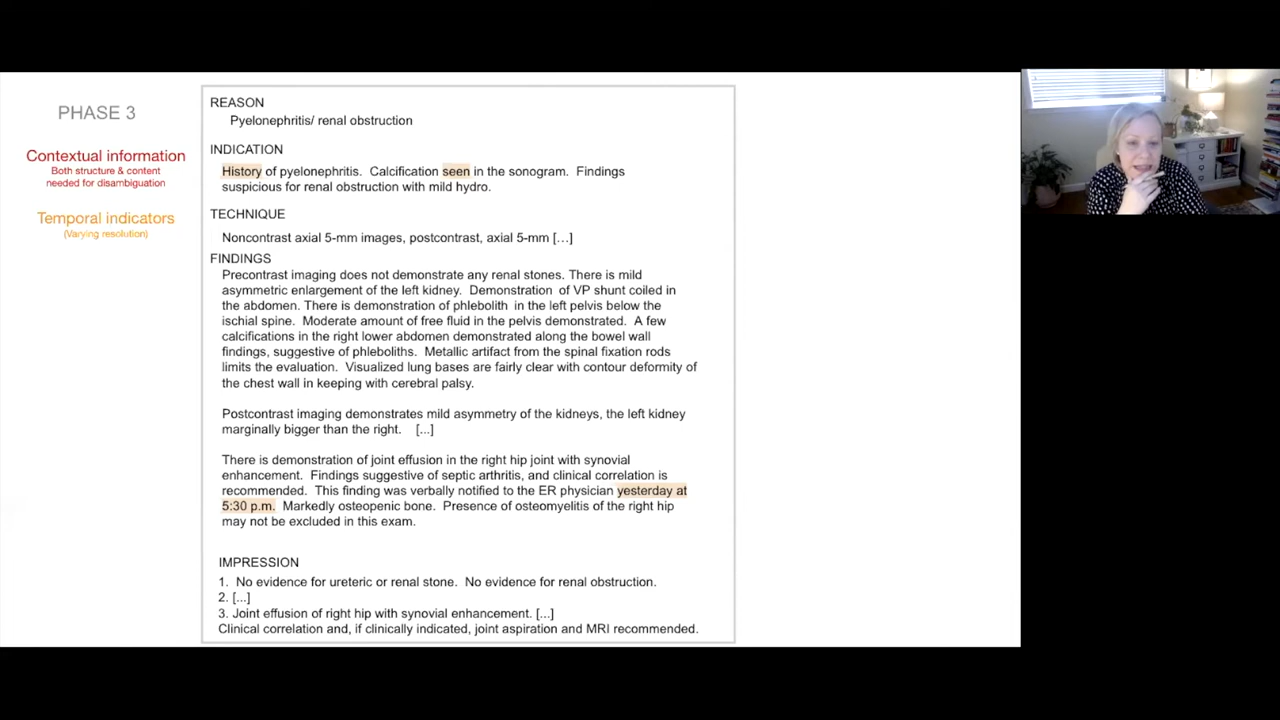 PHASE 3
Contextual information
Both structure & content
needed for disambiguation
Temporal indicators
(Varying resolution)
REASON
Pyelonephritis/ renal obstruction
INDICATION
History of pyelonephritis. Calcification seen in the sonogram. Findings
suspicious for renal obstruction with mild hydro.
TECHNIQUE
Noncontrast axial 5-mm images, postcontrast, axial 5-mm […]
FINDINGS
Precontrast imaging does not demonstrate any renal stones. There is mild
asymmetric enlargement of the left kidney. Demonstration of VP shunt coiled in
the abdomen. There is demonstration of phlebolith in the left pelvis below the
ischial spine. Moderate amount of free fluid in the pelvis demonstrated. A few
calcifications in the right lower abdomen demonstrated along the bowel wall
findings, suggestive of phleboliths. Metallic artifact from the spinal fixation rods
limits the evaluation. Visualized lung bases are fairly clear with contour deformity of
the chest wall in keeping with cerebral palsy.
Postcontrast imaging demonstrates mild asymmetry of the kidneys, the left kidney
marginally bigger than the right. [...]
There is demonstration of joint effusion in the right hip joint with synovial
enhancement. Findings suggestive of septic arthritis, and clinical correlation is
recommended. This finding was verbally notified to the ER physician yesterday at
5:30 p.m. Markedly osteopenic bone. Presence of osteomyelitis of the right hip
may not be excluded in this exam.
IMPRESSION
1. No evidence for ureteric or renal stone. No evidence for renal obstruction.
2. [...]
3. Joint effusion of right hip with synovial enhancement. [...]
Clinical correlation and, if clinically indicated, joint aspiration and MRI recommended.